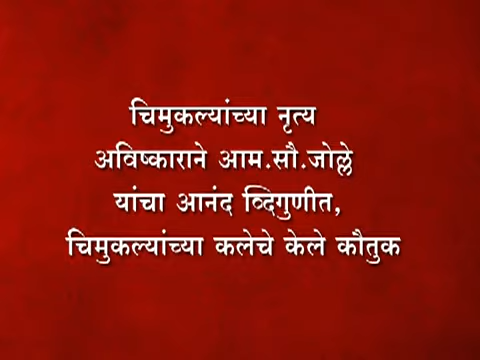 चिमुकल्यांच्या नृत्य
अविष्काराने आम.सौ.जोल्ले
यांचा आनंद व्दिगुणीत,
चिमुकल्यांच्या कलेचे केले कौतुक